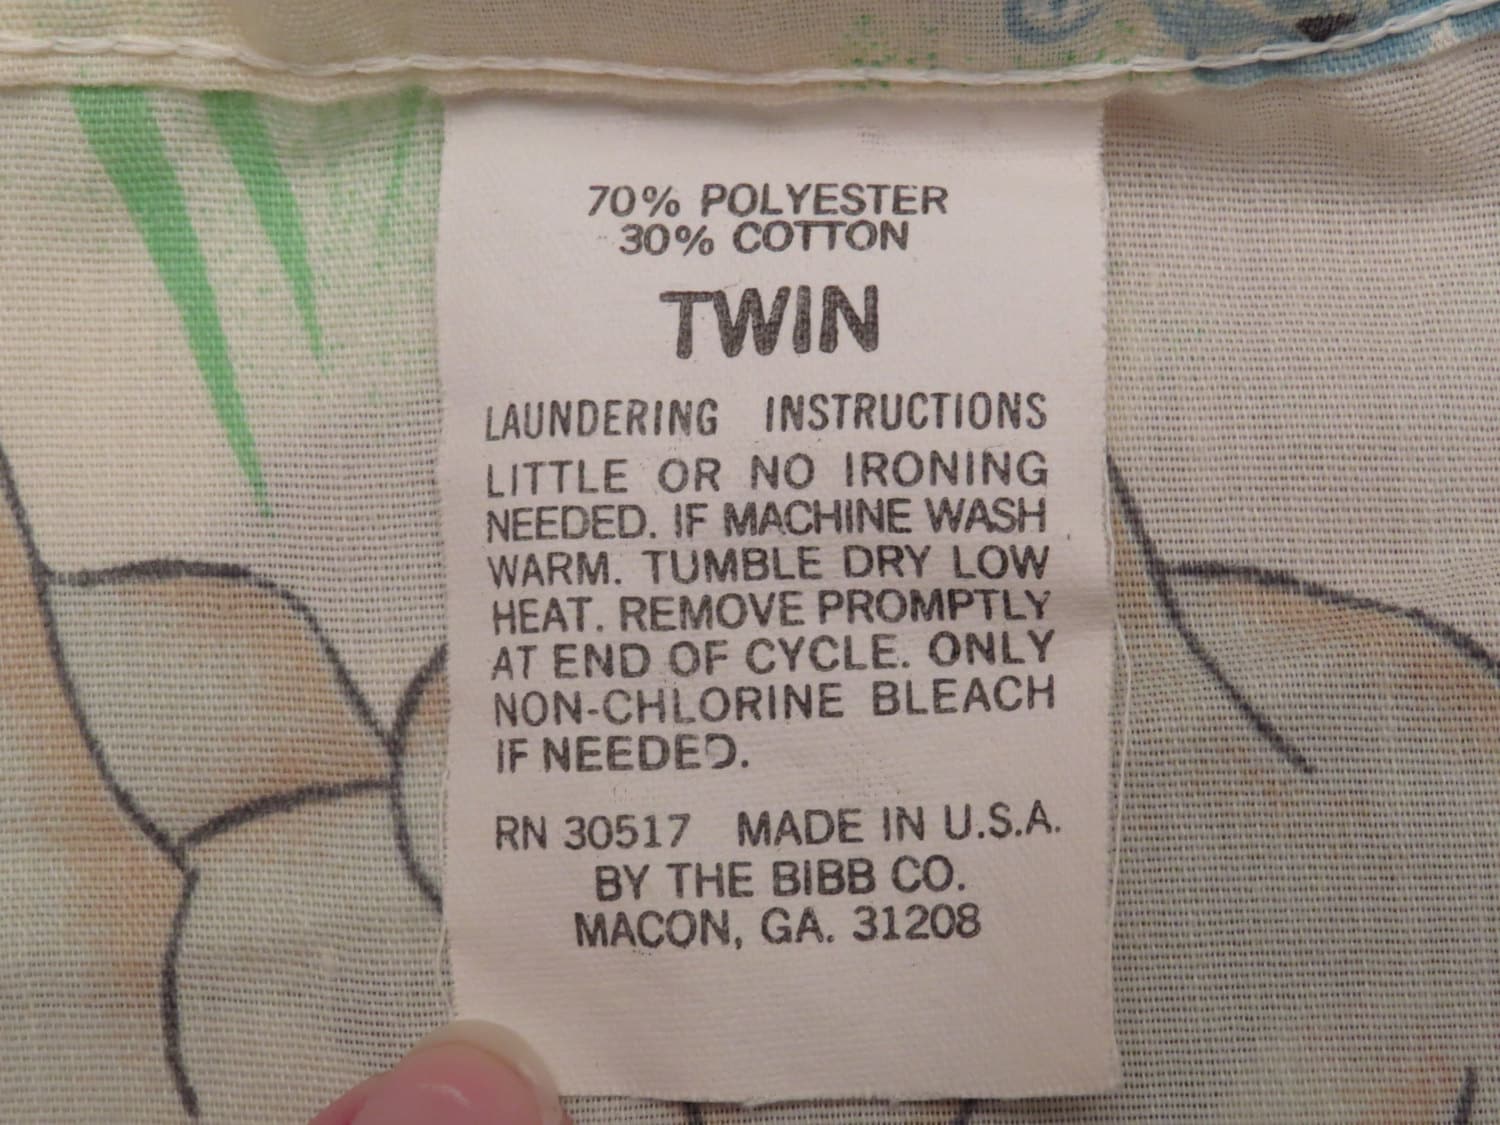 70% POLYESTER
30% COTTON
TWIN
LAUNDERING INSTRUCTIONS
LITTLE OR NO IRONING
NEEDED. IF MACHINE WASH
WARM. TUMBLE DRY LOW
HEAT. REMOVE PROMPTLY
AT END OF CYCLE. ONLY
NON-CHLORINE BLEACH
IF NEEDED.
RN 30517 MADE IN U.S.A.
BY THE BIBB CO.
MACON, GA. 31208